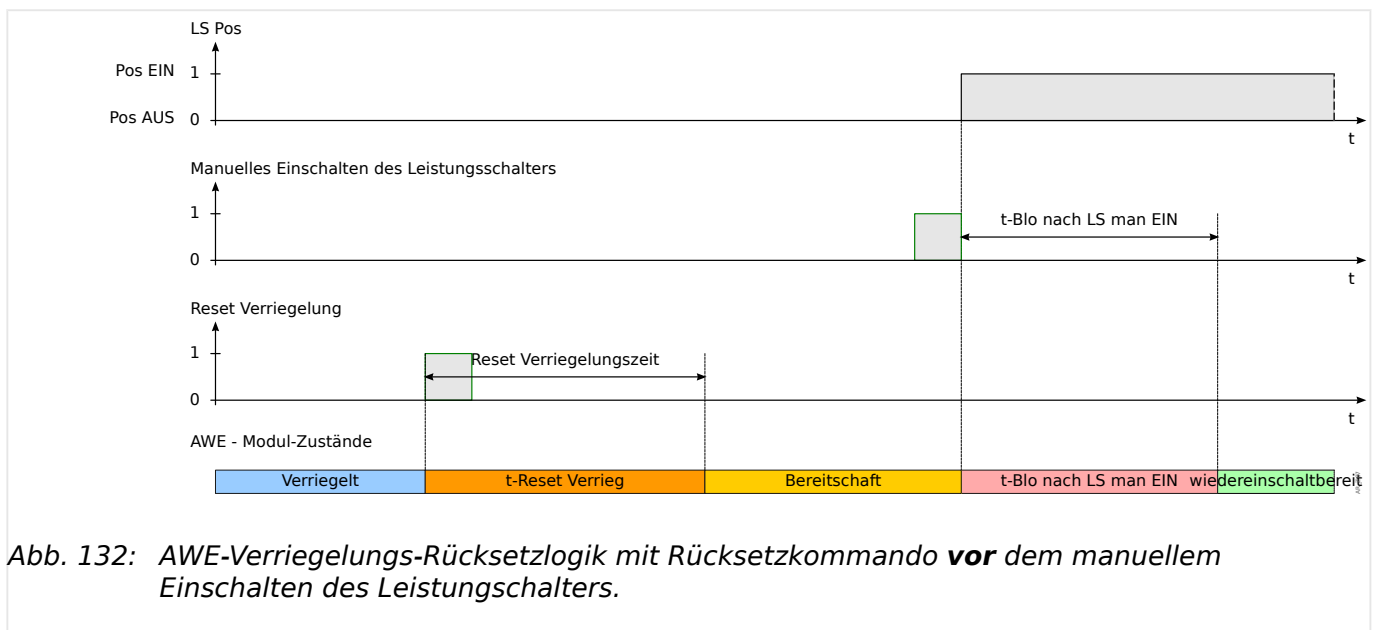 LS Pos
Pos EIN 1
Pos AUS 0
t
Manuelles Einschalten des Leistungsschalters
1
t-Blo nach LS man EIN
0
t
Reset Verriegelung
1
Reset Verriegelungszeit
0
t
AWE - Modul-Zustände
Verriegelt t-Reset Verrieg Bereitschaft t-Blo nach LS man EIN wiedereinschaltbereit
Abb. 132: AWE-Verriegelungs-Rücksetzlogik mit Rücksetzkommando vor dem manuellem
Einschalten des Leistungschalters.